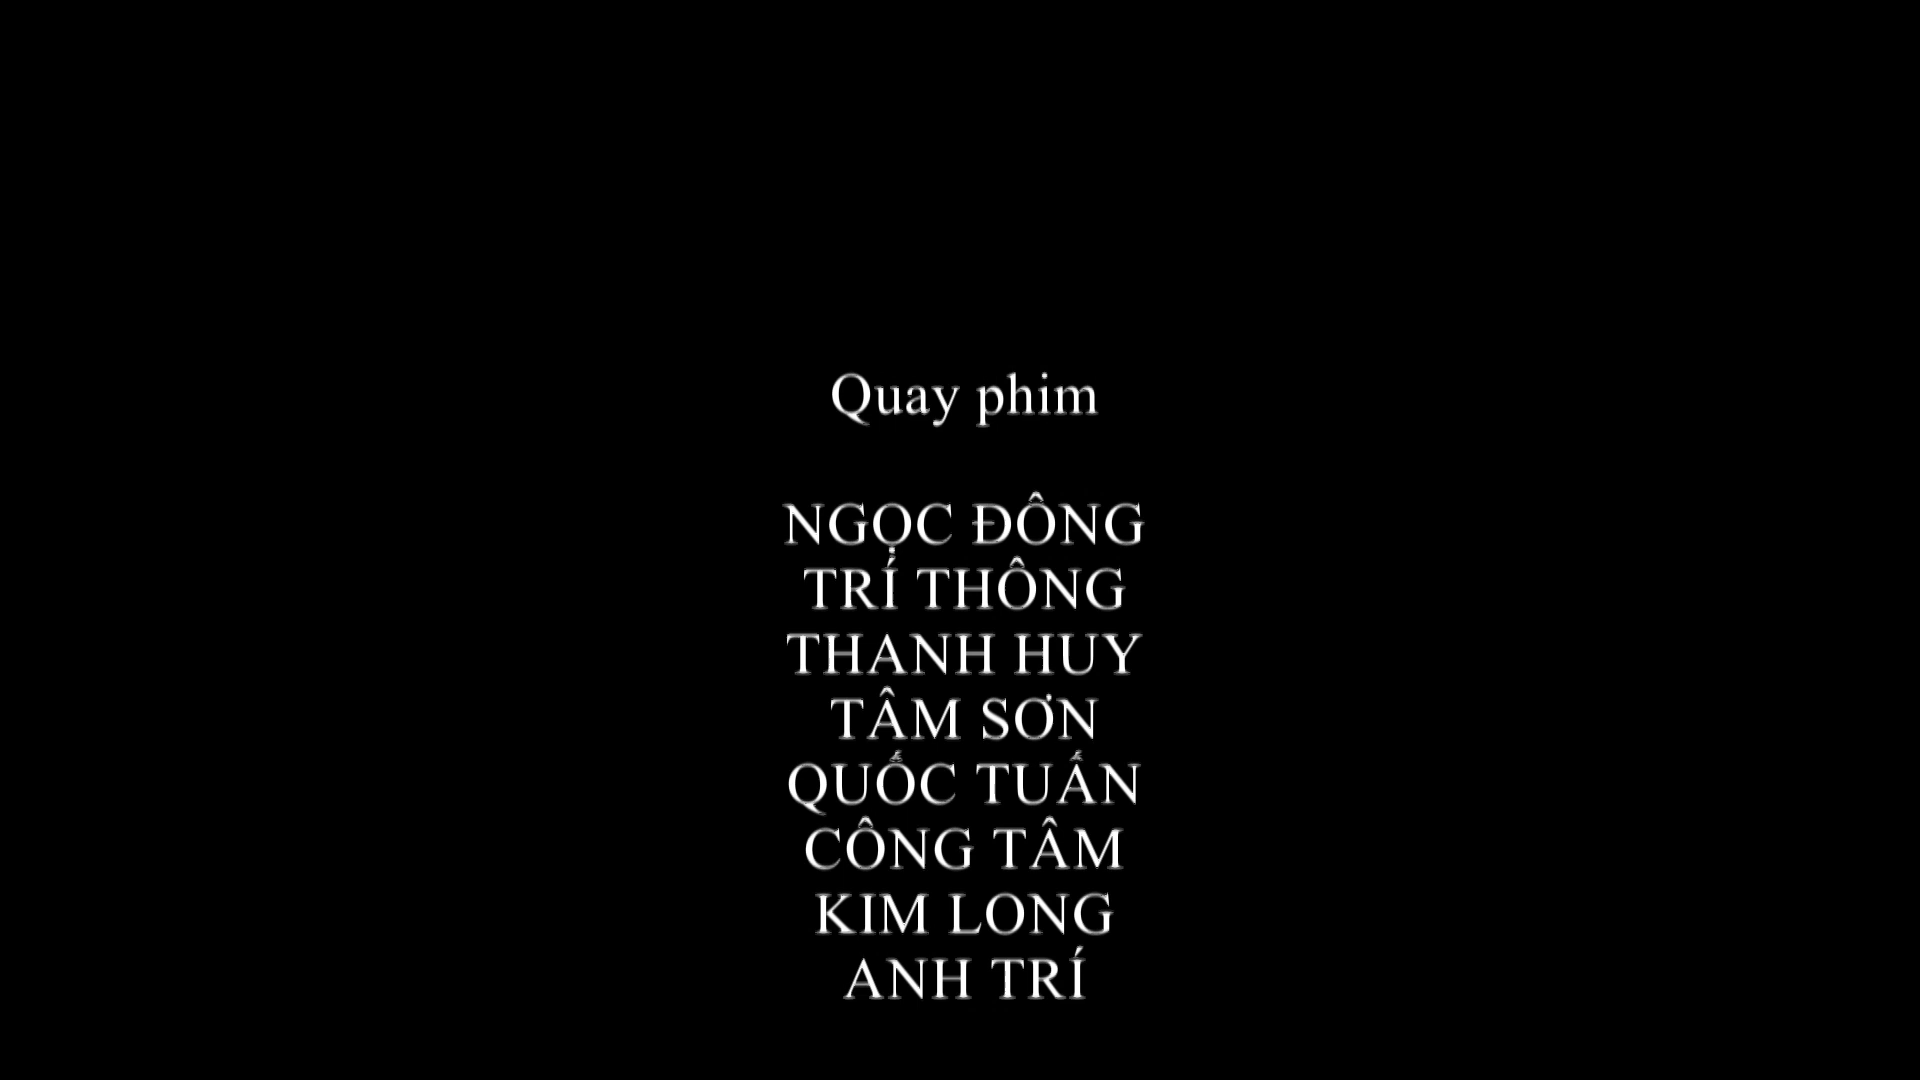 Quay phim
NGỌC ĐÔNG
TRÍ THÔNG
THANH HUY
TÂM SƠN
QUỐC TUẤN
CÔNG TÂM
KIM LONG
ANH TRÍ